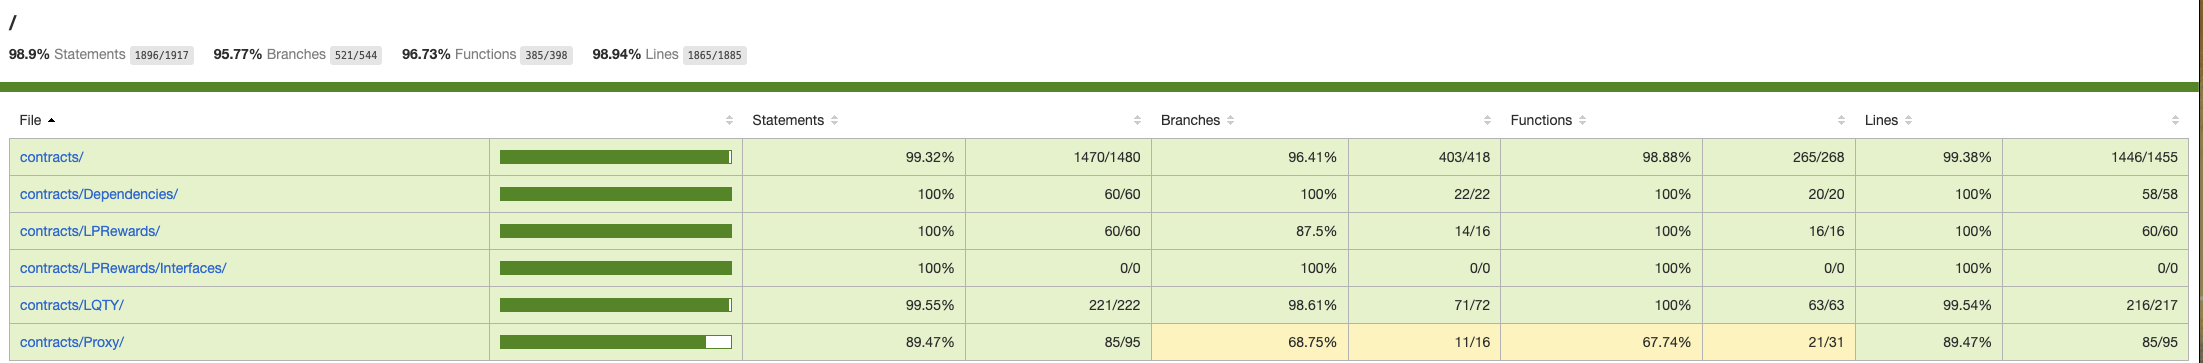 /
98.9% Statements 1896/1917 95.77% Branches 521/544 96.73% Functions 385/398 98.94% Lines 1865/1885
File Statements Branches Functions Lines
contracts/ 99.32% 1470/1480 96.41% 403/418 98.88% 265/268 99.38% 1446/1455
contracts/Dependencies/ 100% 60/60 100% 22/22 100% 20/20 100% 58/58
contracts/LPRewards/ 100% 60/60 87.5% 14/16 100% 16/16 100% 60/60
contracts/LPRewards/Interfaces/ 100% 0/0 100% 0/0 100% 0/0 100% 0/0
contracts/LQTY/ 99.55% 221/222 98.61% 71/72 100% 63/63 99.54% 216/217
contracts/Proxy/ 89.47% 85/95 68.75% 11/16 67.74% 21/31 89.47% 85/95